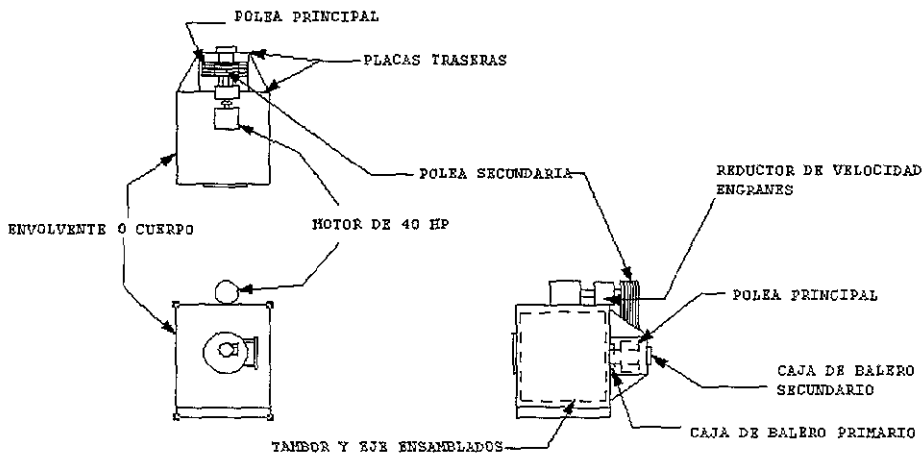 POLEA PRINCIPAL
PLACAS TRASERAS
POLEA SECUNDARIA
REDUCTOR DE VELOCIDAD
ENGRANES
ENVOLVENTE O CUERPO
MOTOR DE 40 HP
POLEA PRINCIPAL
CAJA DE BALERO
SECUNDARIO
CAJA DE BALERO PRIMARIO
TAMBOR Y EJE ENSAMBLADOS